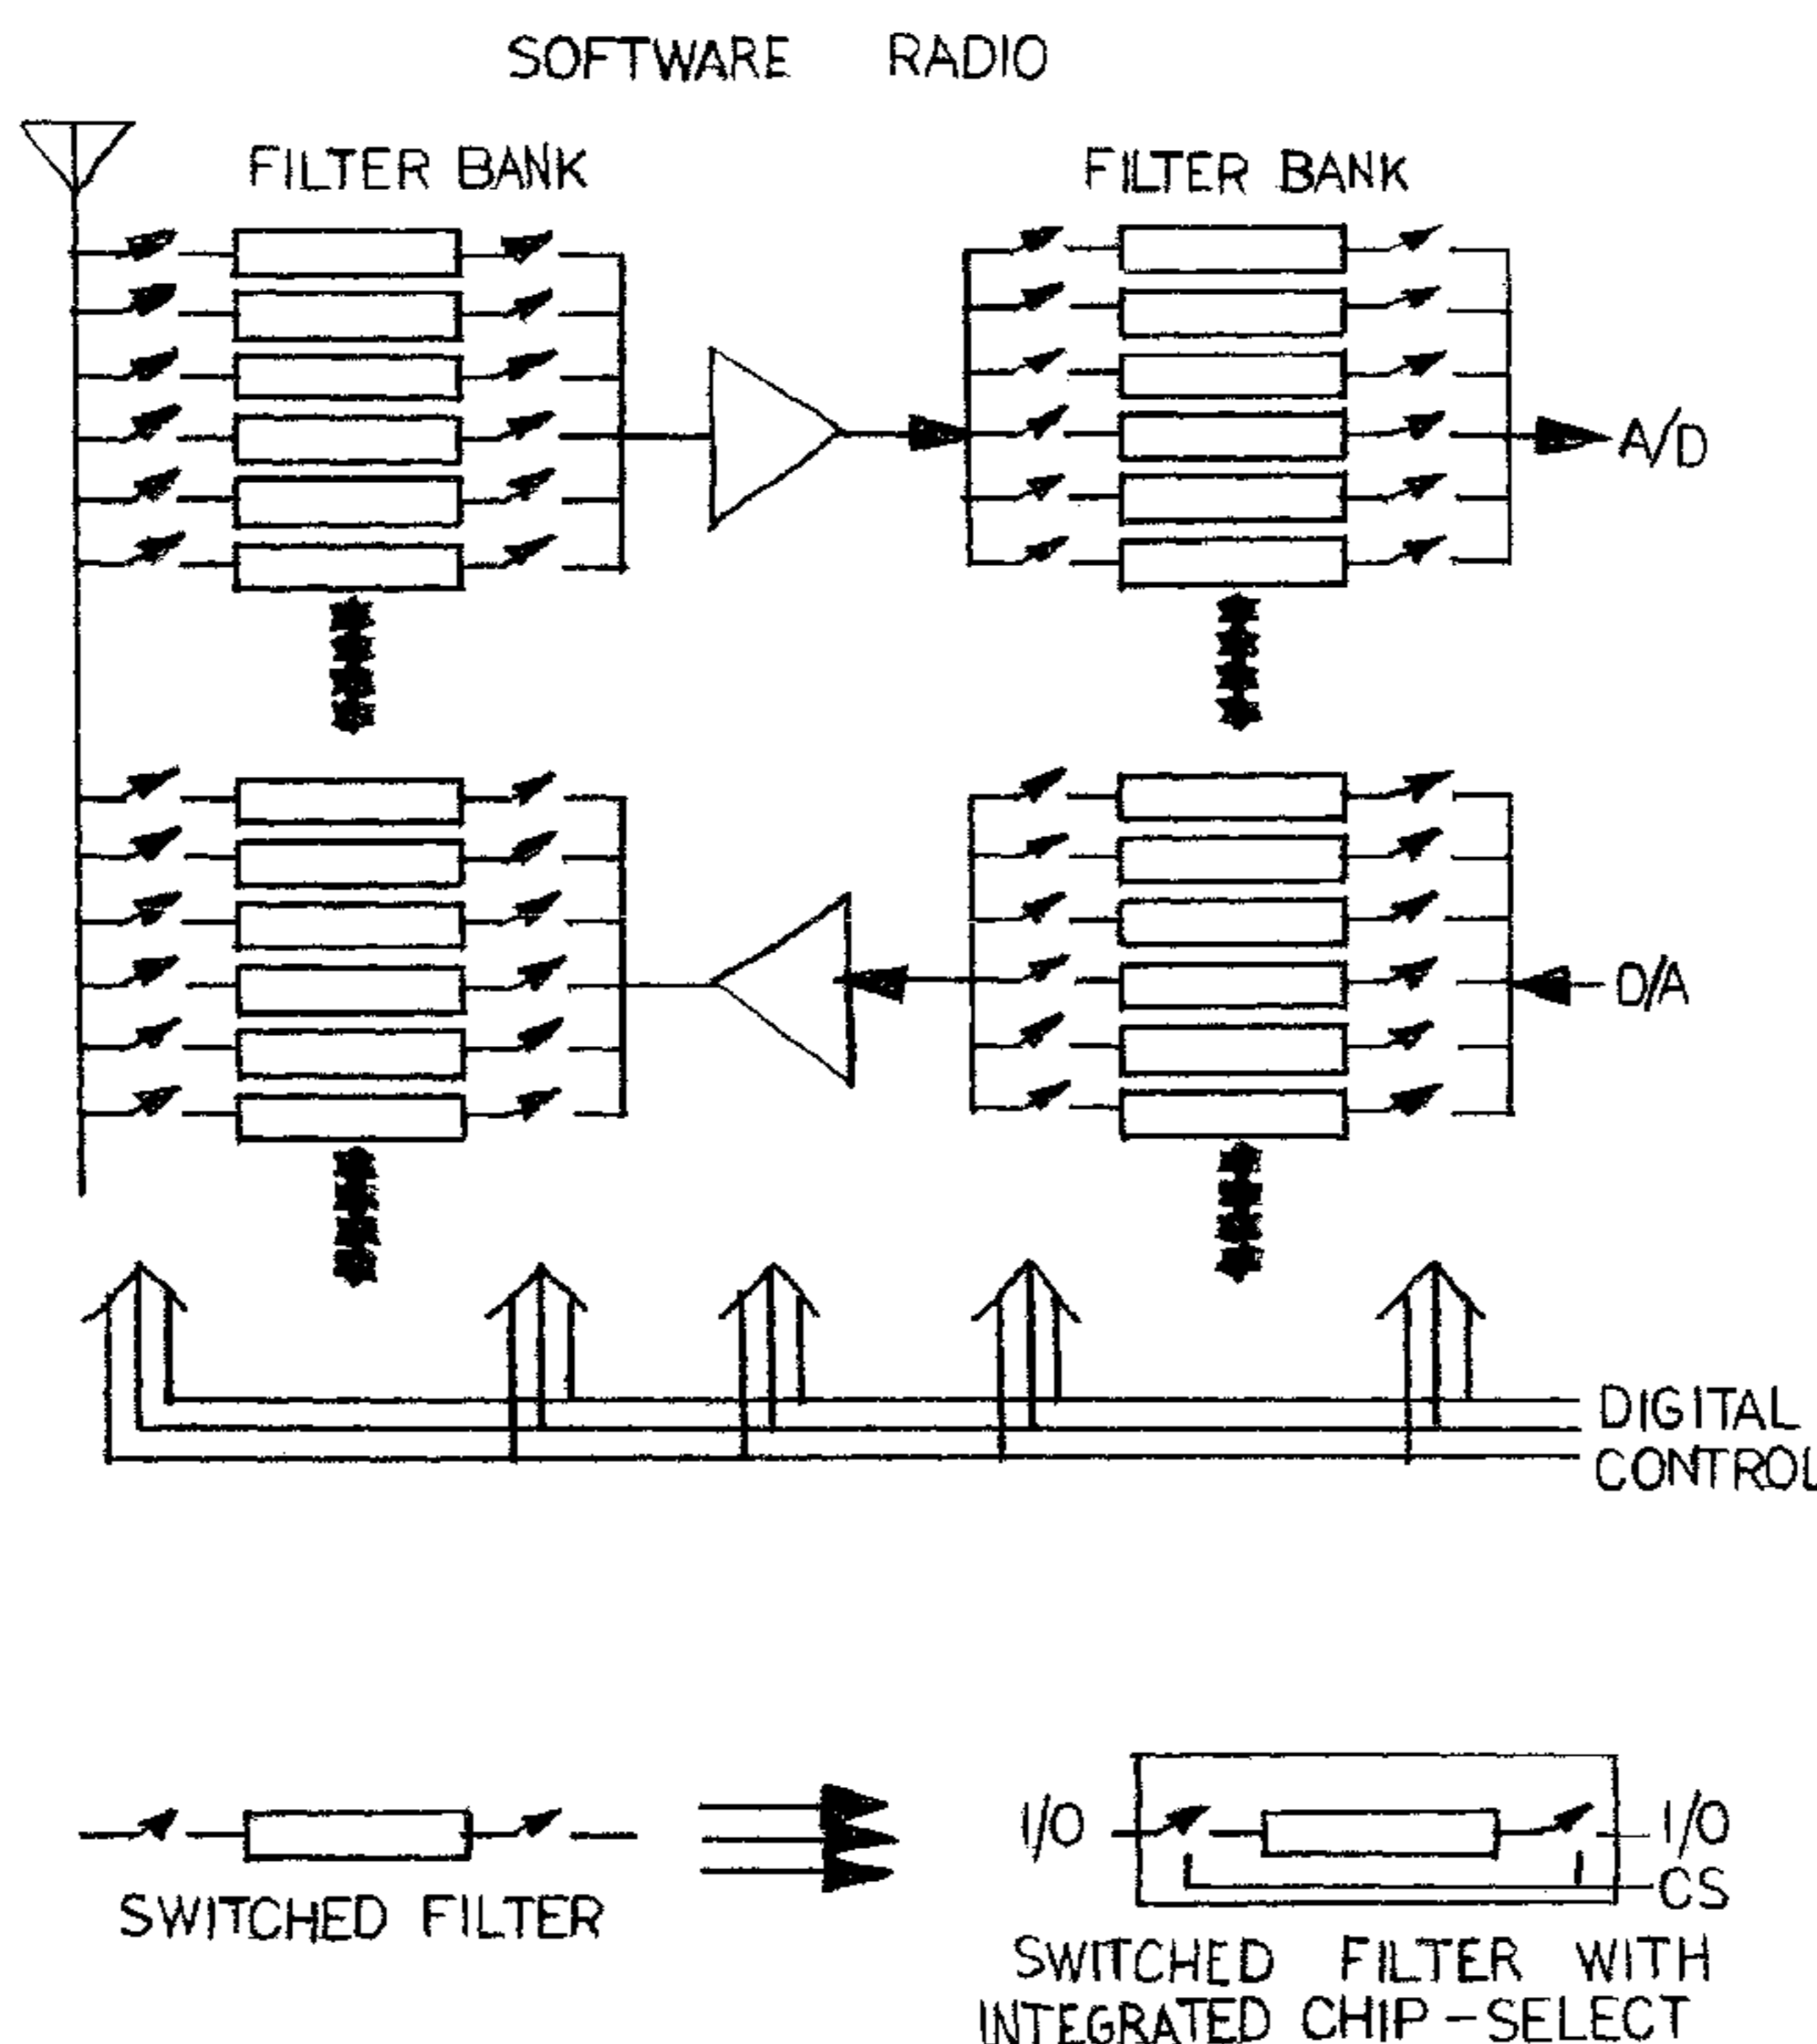 SOFTWARE RADIO
FILTER BANK
FILTER BANK
A/D
D/A
DIGITAL
CONTROL
I/O
I/O
CS
SWITCHED FILTER
SWITCHED FILTER WITH
INTEGRATED CHIP-SELECT